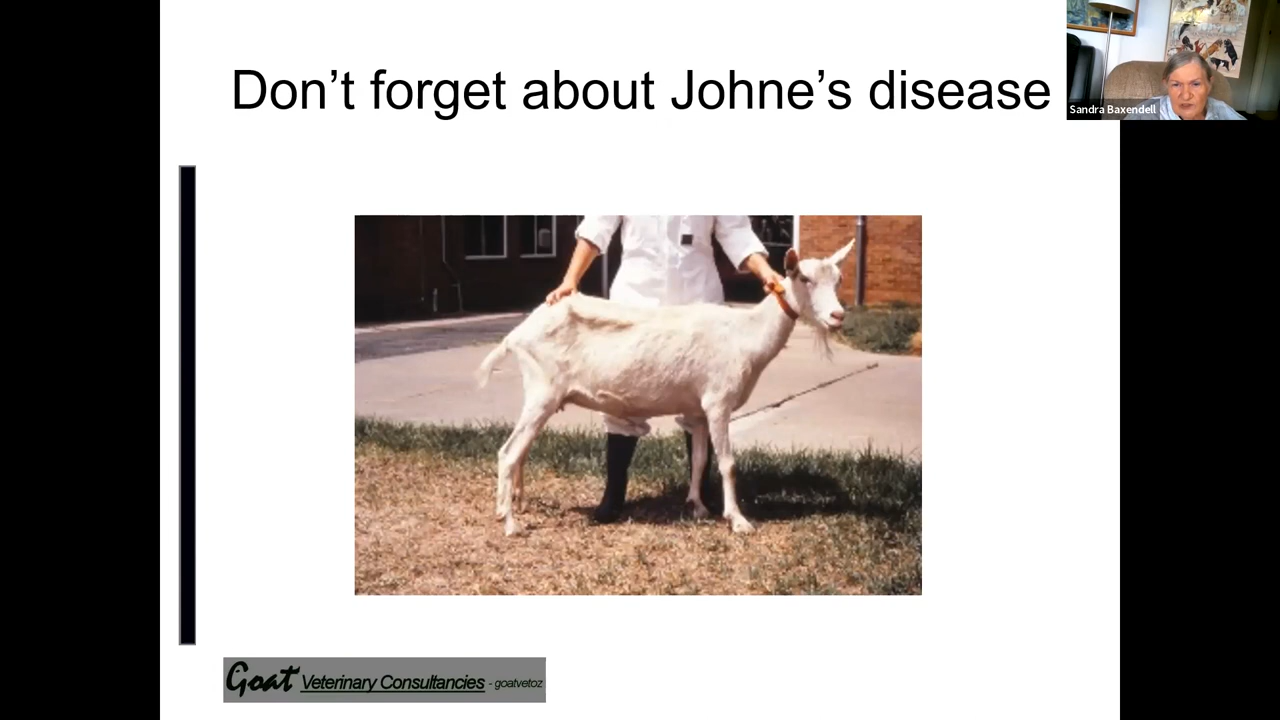 Don’t forget about Johne’s disease
Sandra Baxendell
Goat Veterinary Consultancies - goatvetoz